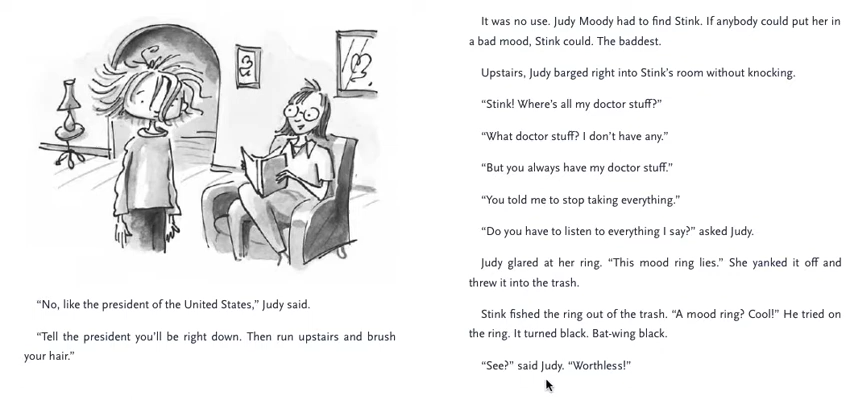 “No, like the president of the United States,” Judy said.
“Tell the president you’ll be right down. Then run upstairs and brush
your hair.”
It was no use. Judy Moody had to find Stink. If anybody could put her in
a bad mood, Stink could. The baddest.
Upstairs, Judy barged right into Stink’s room without knocking.
“Stink! Where’s all my doctor stuff?”
“What doctor stuff? I don’t have any.”
“But you always have my doctor stuff.”
“You told me to stop taking everything.”
“Do you have to listen to everything I say?” asked Judy.
Judy glared at her ring. “This mood ring lies.” She yanked it off and
threw it into the trash.
Stink fished the ring out of the trash. “A mood ring? Cool!” He tried on
the ring. It turned black. Bat-wing black.
“See?” said Judy. “Worthless!”